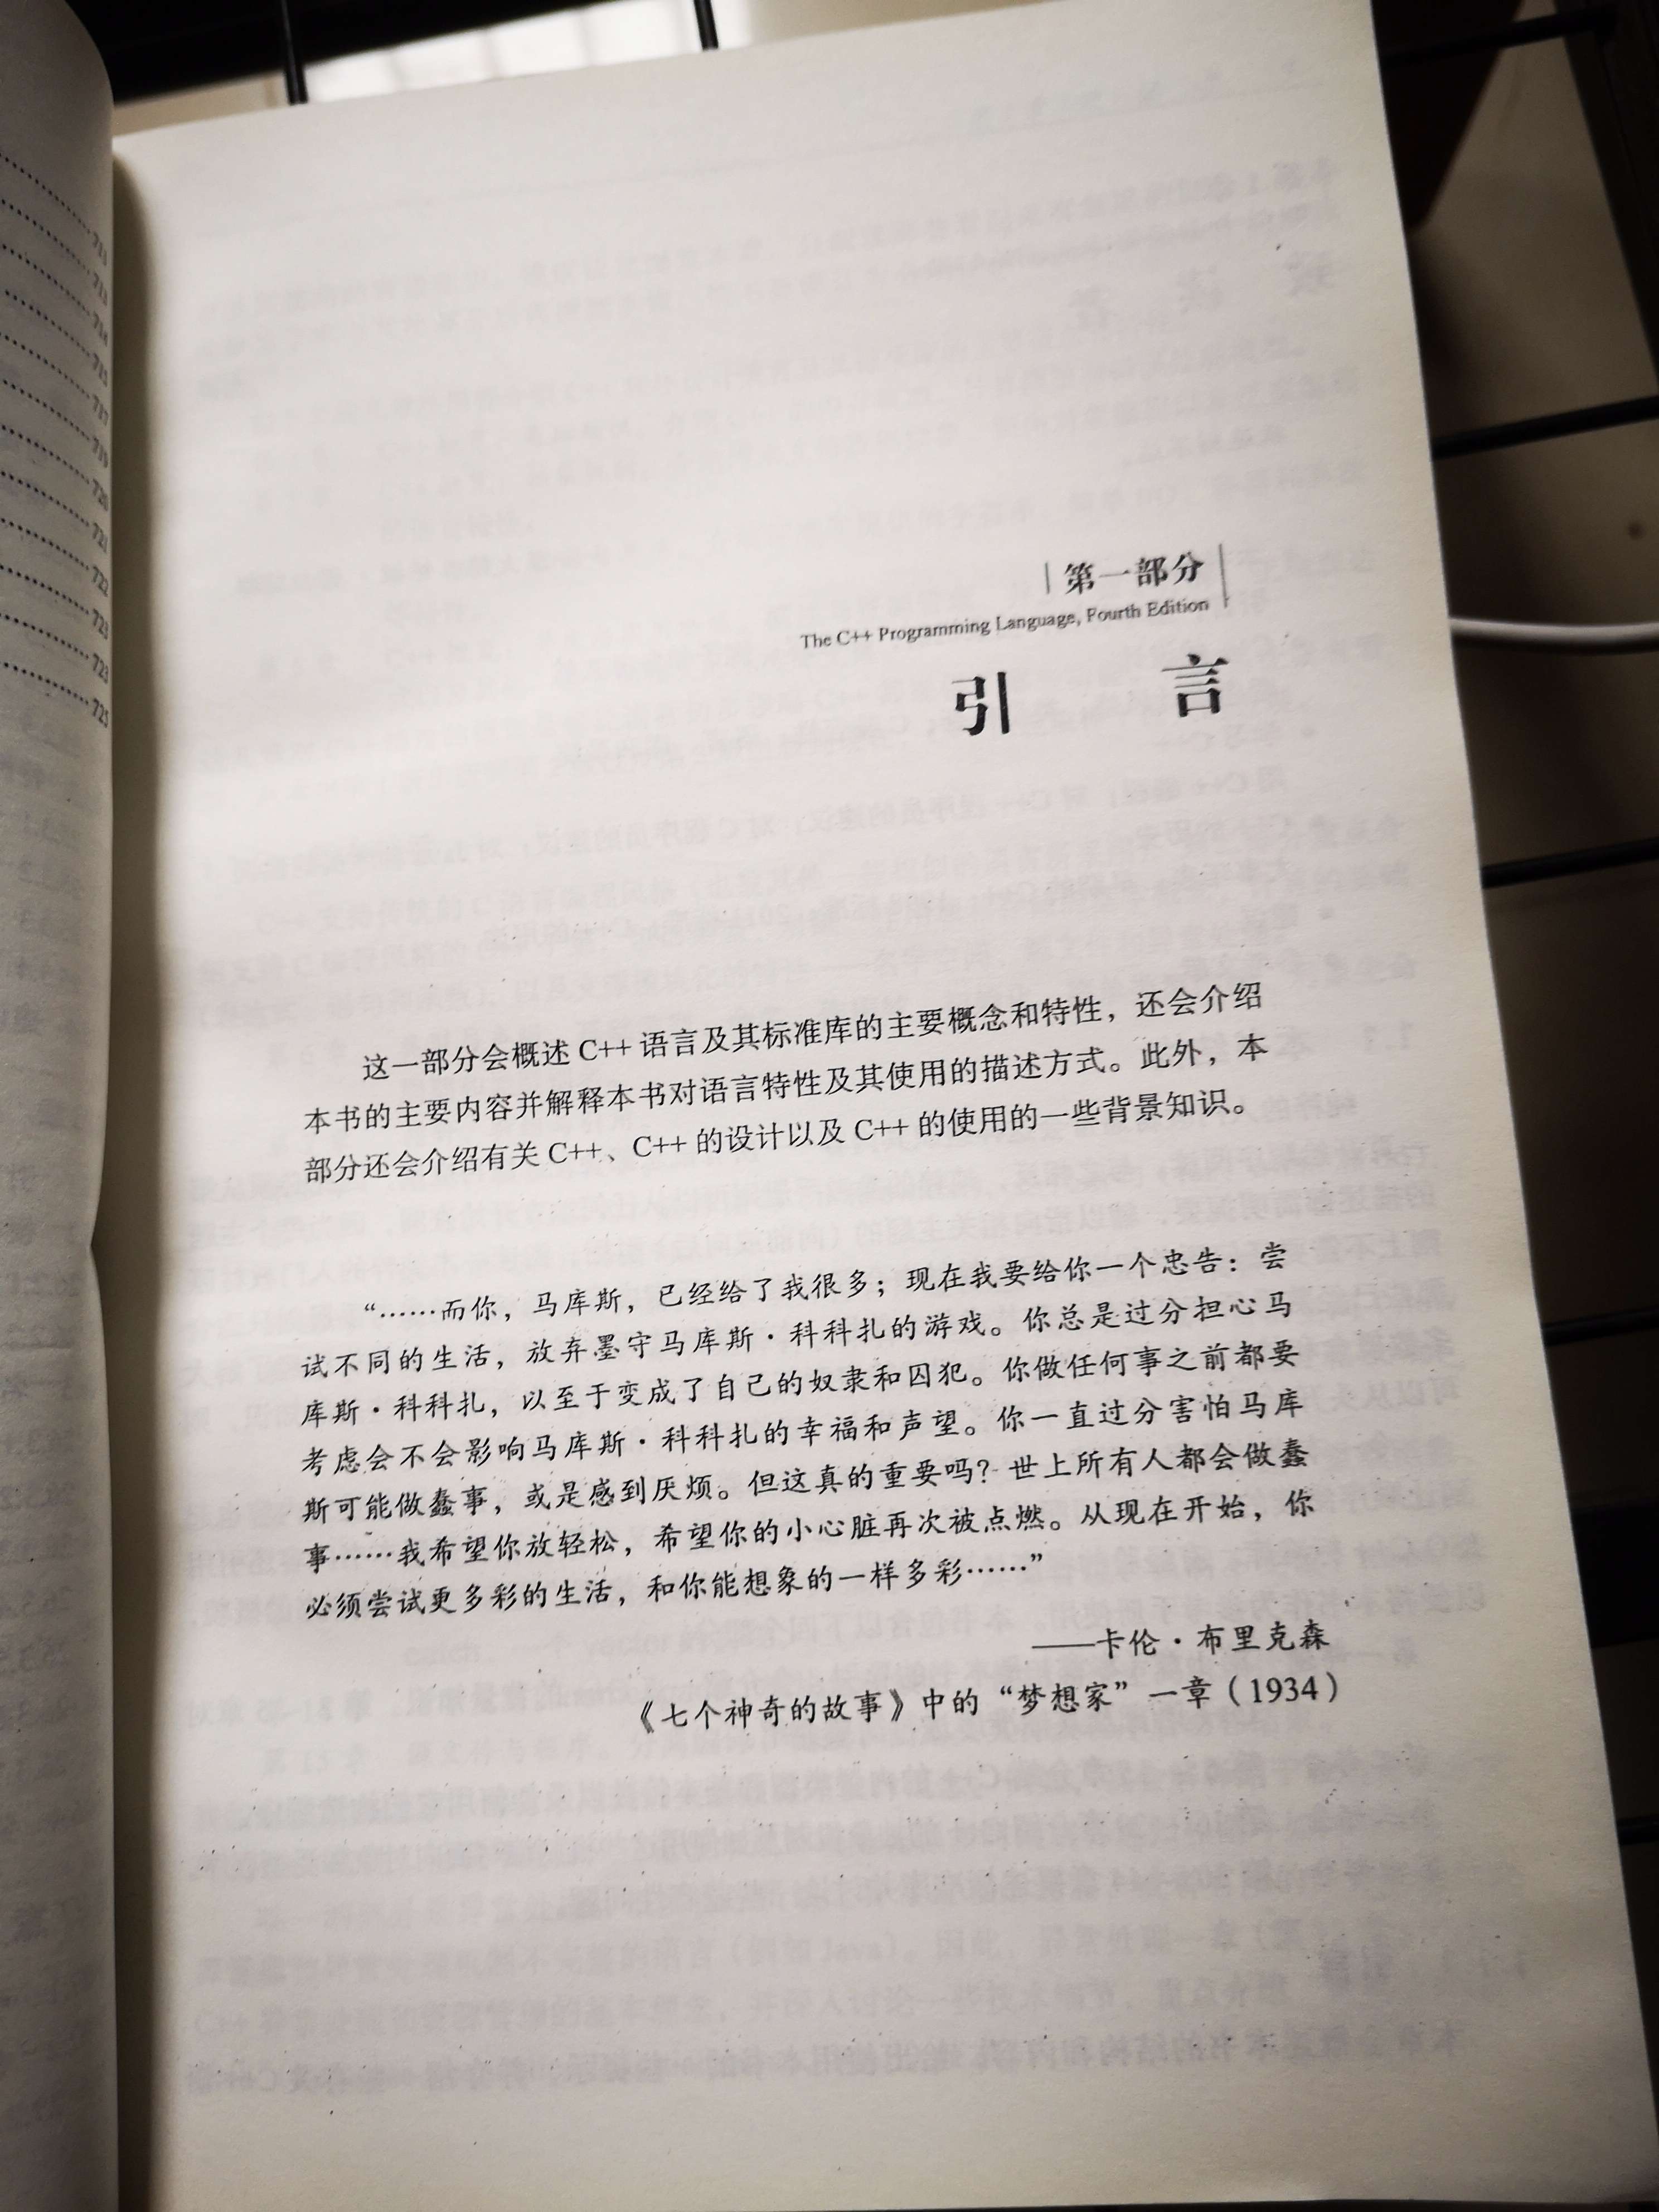 711
713
714
715
717
719
720
721
722
723
723
725
第一部分
The C++ Programming Language, Fourth Edition
引 言
这一部分会概述 C++ 语言及其标准库的主要概念和特性，还会介绍
本书的主要内容并解释本书对语言特性及其使用的描述方式。此外，本
部分还会介绍有关 C++、C++ 的设计以及 C++ 的使用的一些背景知识。
“……而你，马库斯，已经给了我很多；现在我要给你一个忠告：尝
试不同的生活，放弃墨守马库斯·科科扎的游戏。你总是过分担心马
库斯·科科扎，以至于变成了自己的奴隶和囚犯。你做任何事之前都要
考虑会不会影响马库斯·科科扎的幸福和声望。你一直过分害怕马库
斯可能做蠢事，或是感到厌烦。但这真的重要吗？世上所有人都会做蠢
事……我希望你放轻松，希望你的小心脏再次被点燃。从现在开始，你
必须尝试更多彩的生活，和你能想象的一样多彩……”
——卡伦·布里克森
《七个神奇的故事》中的“梦想家”一章（1934）